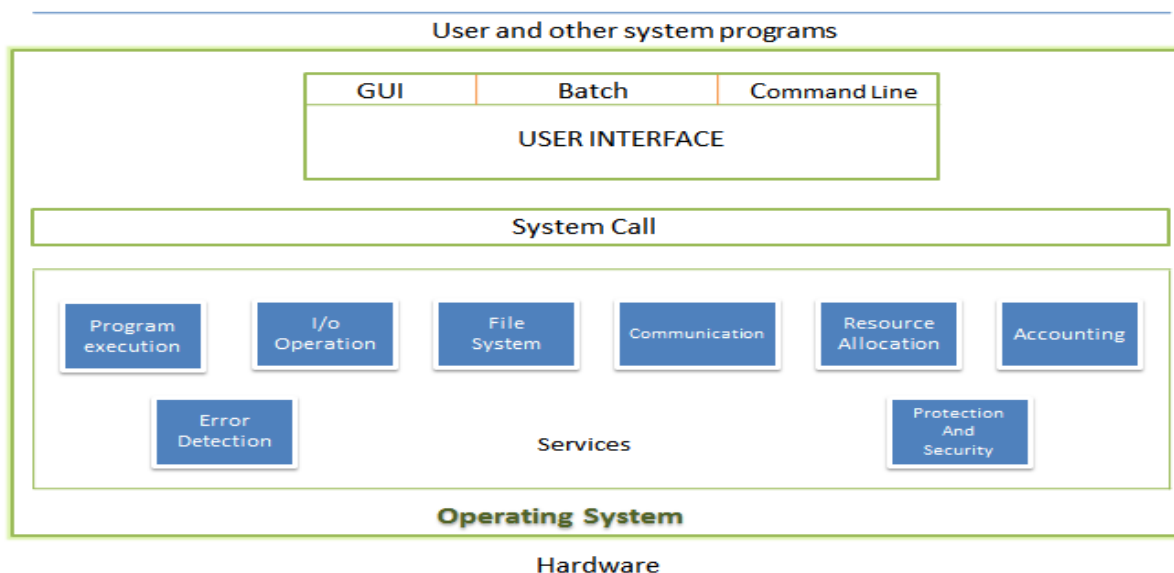 User and other system programs
GUI Batch Command Line
USER INTERFACE
System Call
Program
execution
I/o
Operation
File
System
Communication
Resource
Allocation
Accounting
Error
Detection
Services
Protection
And
Security
Operating System
Hardware